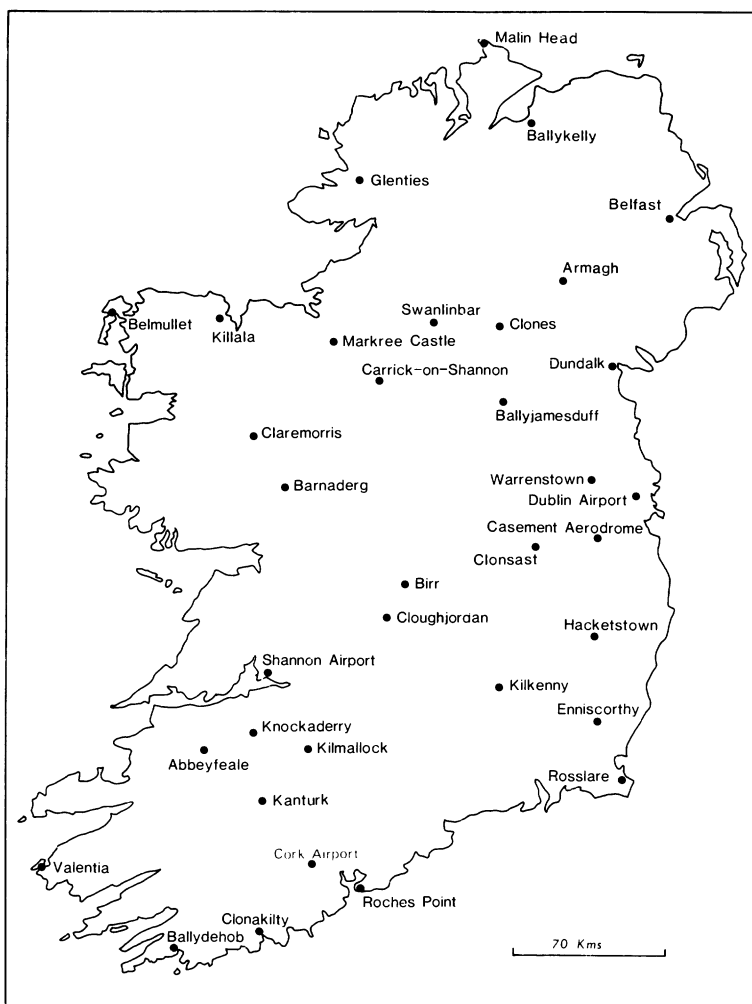 Malin Head
Ballykelly
Glenties
Belfast
Armagh
Swanlinbar
Belmullet
Killala
Clones
Markree Castle
Carrick-on-Shannon
Dundalk
Ballyjamesduff
Claremorris
Warrenstown
Barnaderg
Dublin Airport
Casement Aerodrome
Clonsast
Birr
Cloughjordan
Hacketstown
Shannon Airport
Kilkenny
Enniscorthy
Knockaderry
Kilmallock
Abbeyfeale
Rosslare
Kanturk
Cork Airport
Valentia
Roches Point
Clonakilty
Ballydehob
70 Kms